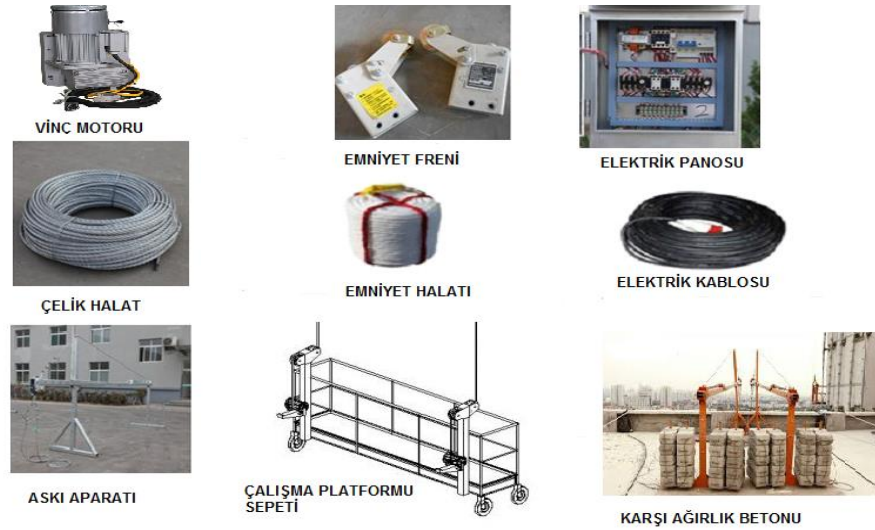 VİNÇ MOTORU
EMNİYET FRENİ
ELEKTRİK PANOSU
2
ÇELİK HALAT
EMNİYET HALATI
ELEKTRİK KABLOSU
ASKI APARATI
ÇALIŞMA PLATFORMU
SEPETİ
KARŞI AĞIRLIK BETONU